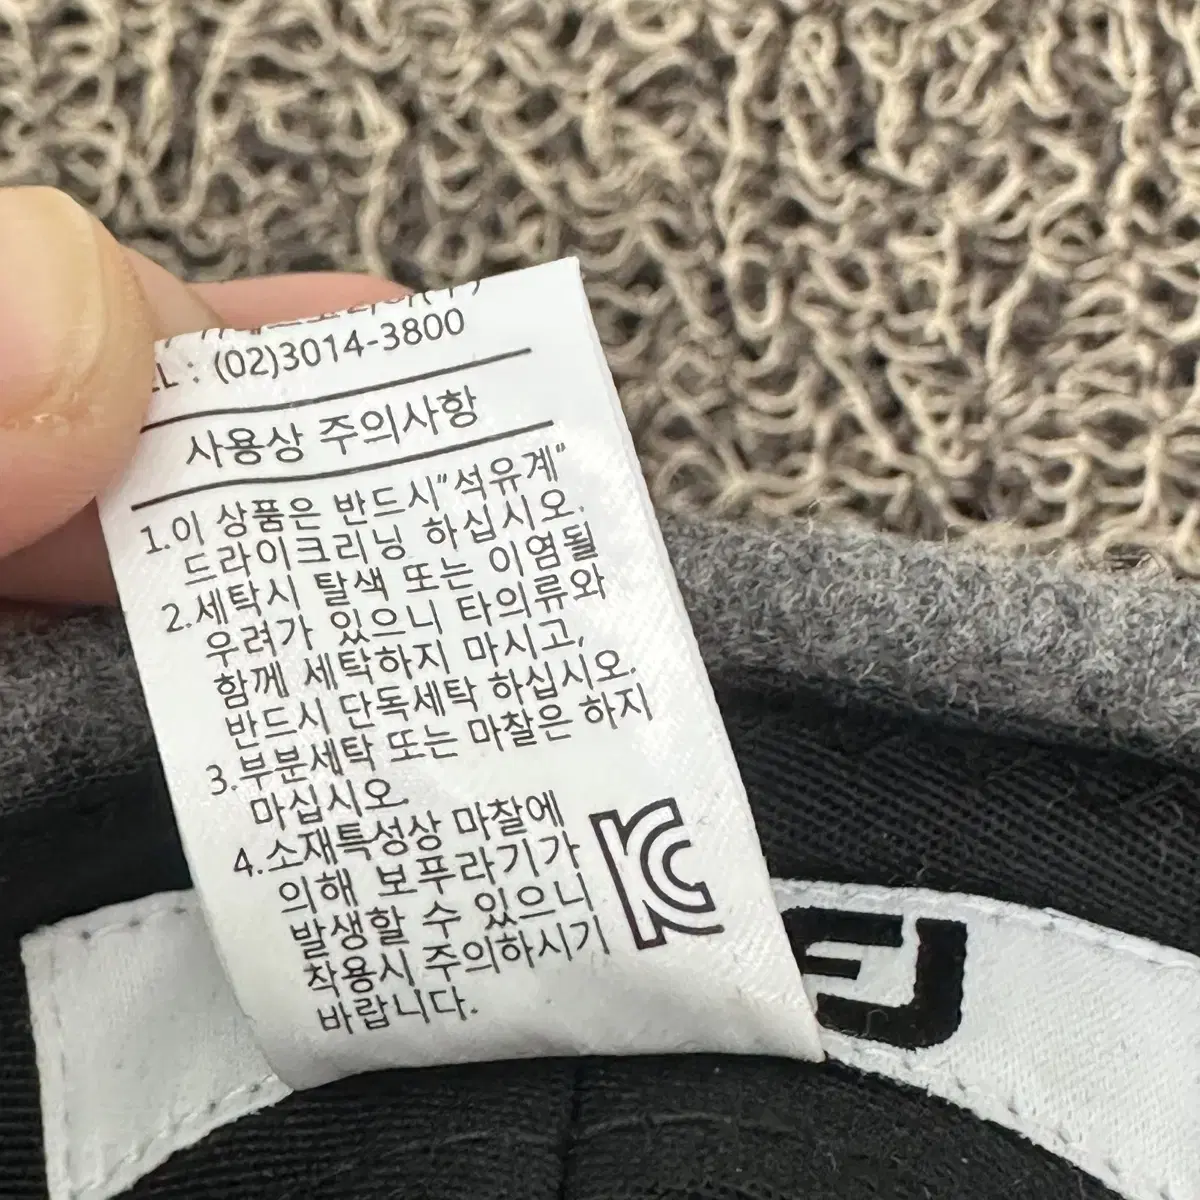 TEL : (02)3014-3800
사용상 주의사항
1.이 상품은 반드시"석유계"
드라이크리닝 하십시오.
2.세탁시 탈색 또는 이염될
우려가 있으니 타의류와
함께 세탁하지 마시고,
반드시 단독세탁 하십시오.
3.부분세탁 또는 마찰은 하지
마십시오.
4.소재특성상 마찰에
의해 보푸라기가
발생할 수 있으니
착용시 주의하시기
바랍니다.